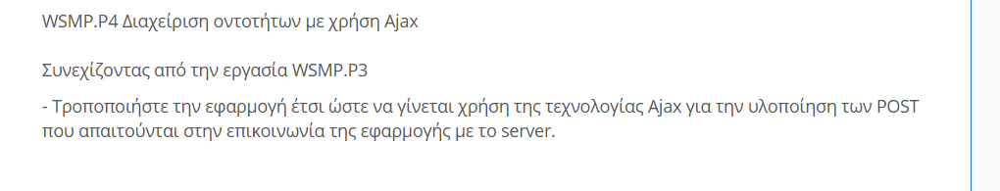 WSMP.P4 Διαχείριση οντοτήτων με χρήση Ajax
Συνεχίζοντας από την εργασία WSMP.P3
- Τροποποιήστε την εφαρμογή έτσι ώστε να γίνεται χρήση της τεχνολογίας Ajax για την υλοποίηση των POST
που απαιτούνται στην επικοινωνία της εφαρμογής με το server.